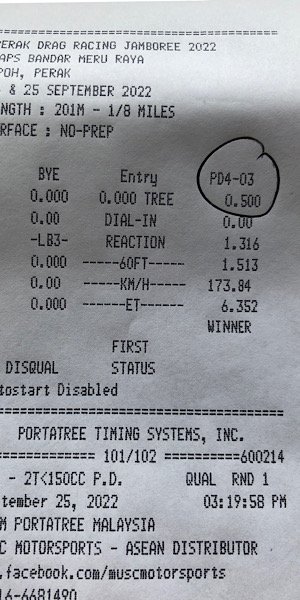 PERAK DRAG RACING JAMBOREE 2022
APS BANDAR MERU RAYA
POH, PERAK
& 25 SEPTEMBER 2022
NGTH : 201M - 1/8 MILES
RFACE : NO-PREP
BYE Entry PD4-03
0.000 0.000 TREE 0.500
0.00 DIAL-IN 0.00
-LB3- REACTION 1.316
0.000 ------60FT------ 1.513
0.00 ------KM/H------ 173.84
0.000 -------ET------- 6.352
WINNER
FIRST
DISQUAL STATUS
tostart Disabled
PORTATREE TIMING SYSTEMS, INC.
============= 101/102 ===========600214
- 2T<150CC P.D. QUAL RND 1
tember 25, 2022 03:19:58 PM
M PORTATREE MALAYSIA
C MOTORSPORTS - ASEAN DISTRIBUTOR
.facebook.com/muscmotorsports
16-6681490